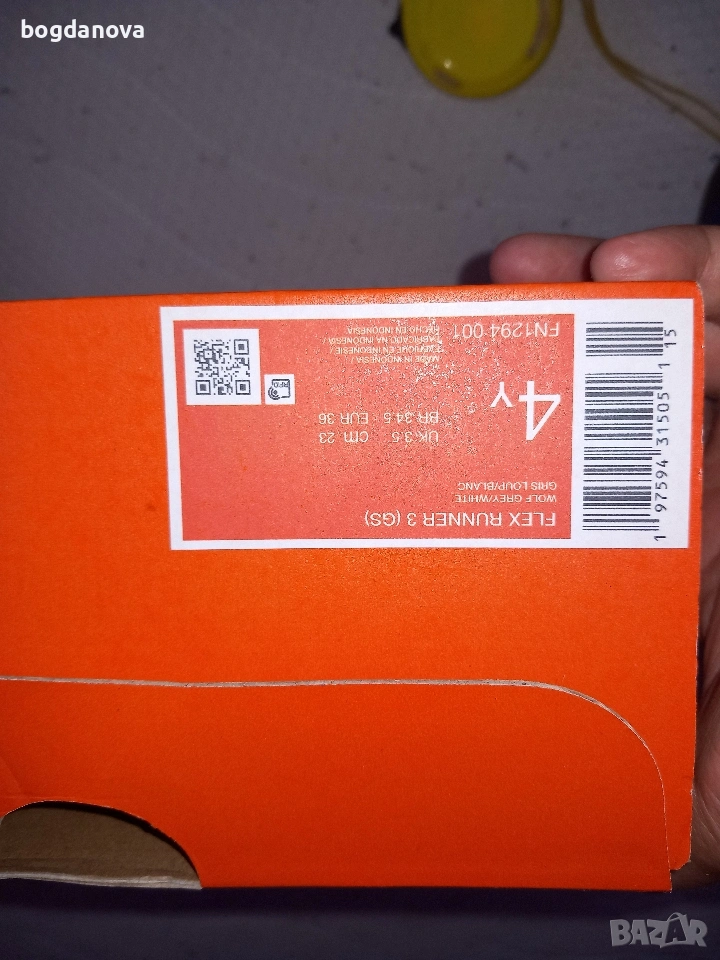 bogdanova
FLEX RUNNER 3 (GS)
WOLF GREY/WHITE
GRIS LOUP/BLANC
UK 3.5 cm 23
BR 34.5 EUR 36
4Y
FN1294 001
MADE IN INDONESIA /
FABRIQUÉ EN INDONÉSIE /
FABRICADO NA INDONÉSIA /
HECHO EN INDONESIA
RFID
1 97594 31505 1 15
BAZAR